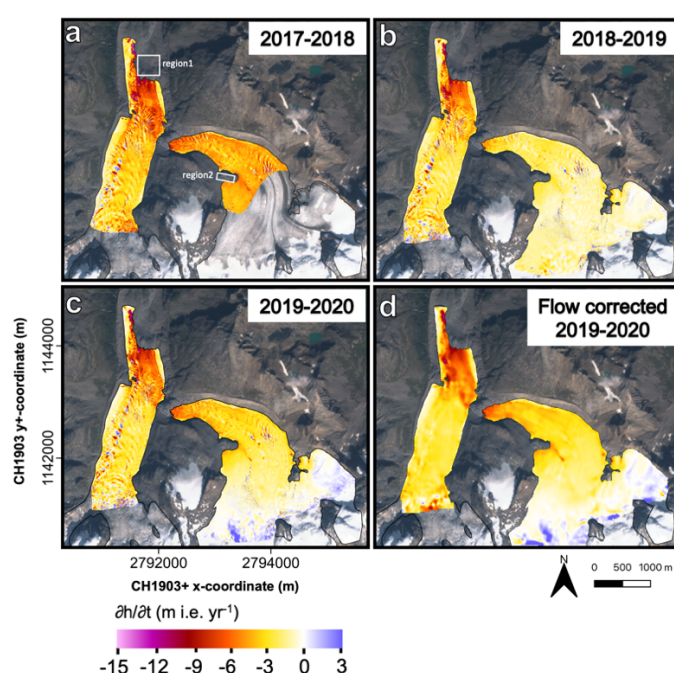 a
2017-2018
region1
region2
b
2018-2019
c
2019-2020
d
Flow corrected
2019-2020
CH1903 y+-coordinate (m)
1144000
1142000
2792000 2794000
CH1903+ x-coordinate (m)
N
0 500 1000 m
∂h/∂t (m i.e. yr⁻¹)
-15 -12 -9 -6 -3 0 3